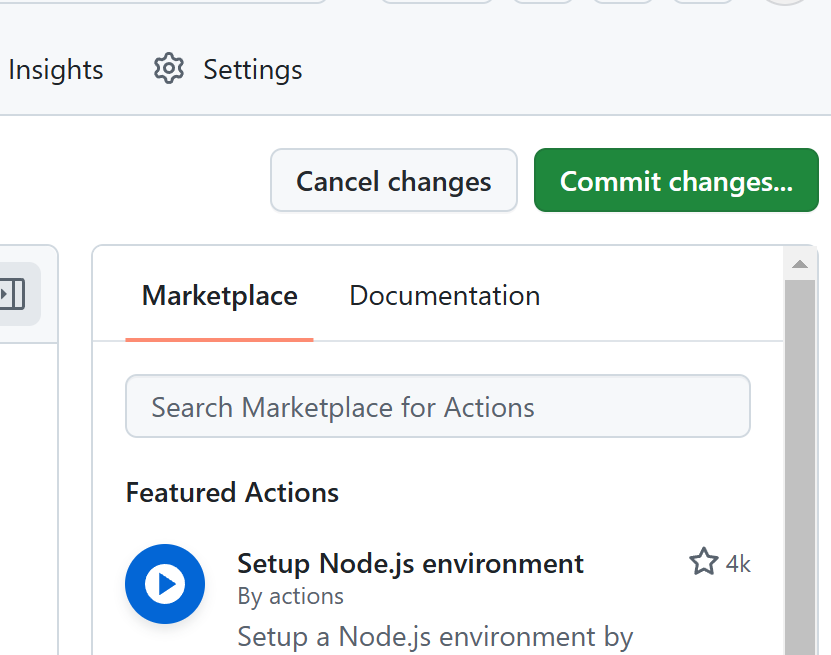 Insights Settings
Cancel changes Commit changes...
Marketplace Documentation
Search Marketplace for Actions
Featured Actions
Setup Node.js environment 4k
By actions
Setup a Node.js environment by